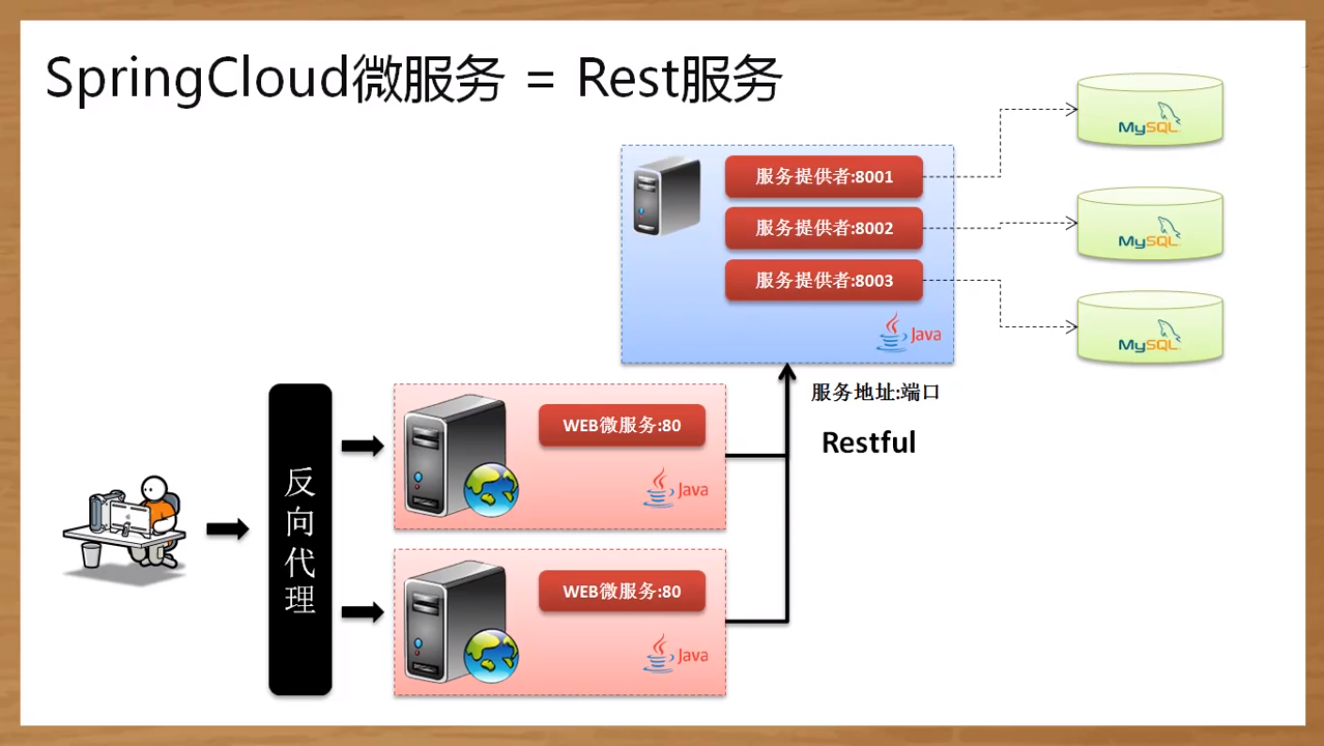 SpringCloud微服务 = Rest服务
MySQL
服务提供者:8001
服务提供者:8002
MySQL
服务提供者:8003
Java
MySQL
服务地址:端口
WEB微服务:80
Restful
Java
反向代理
WEB微服务:80
Java